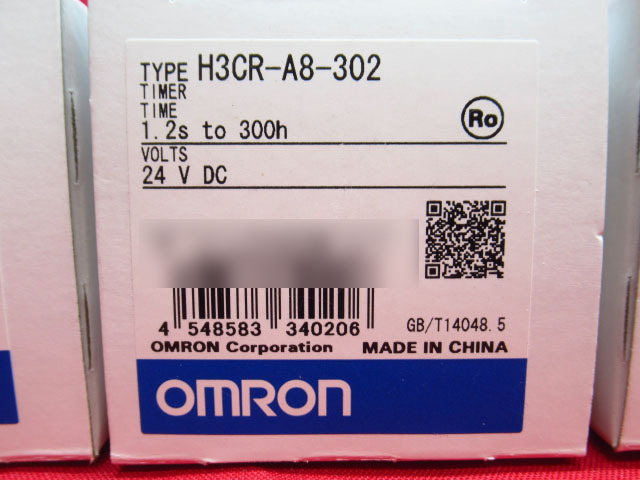 TYPE H3CR-A8-302
TIMER
TIME
1.2s to 300h
Ro
VOLTS
24 V DC
4 548583 340206
GB/T14048.5
OMRON Corporation MADE IN CHINA
OMRON